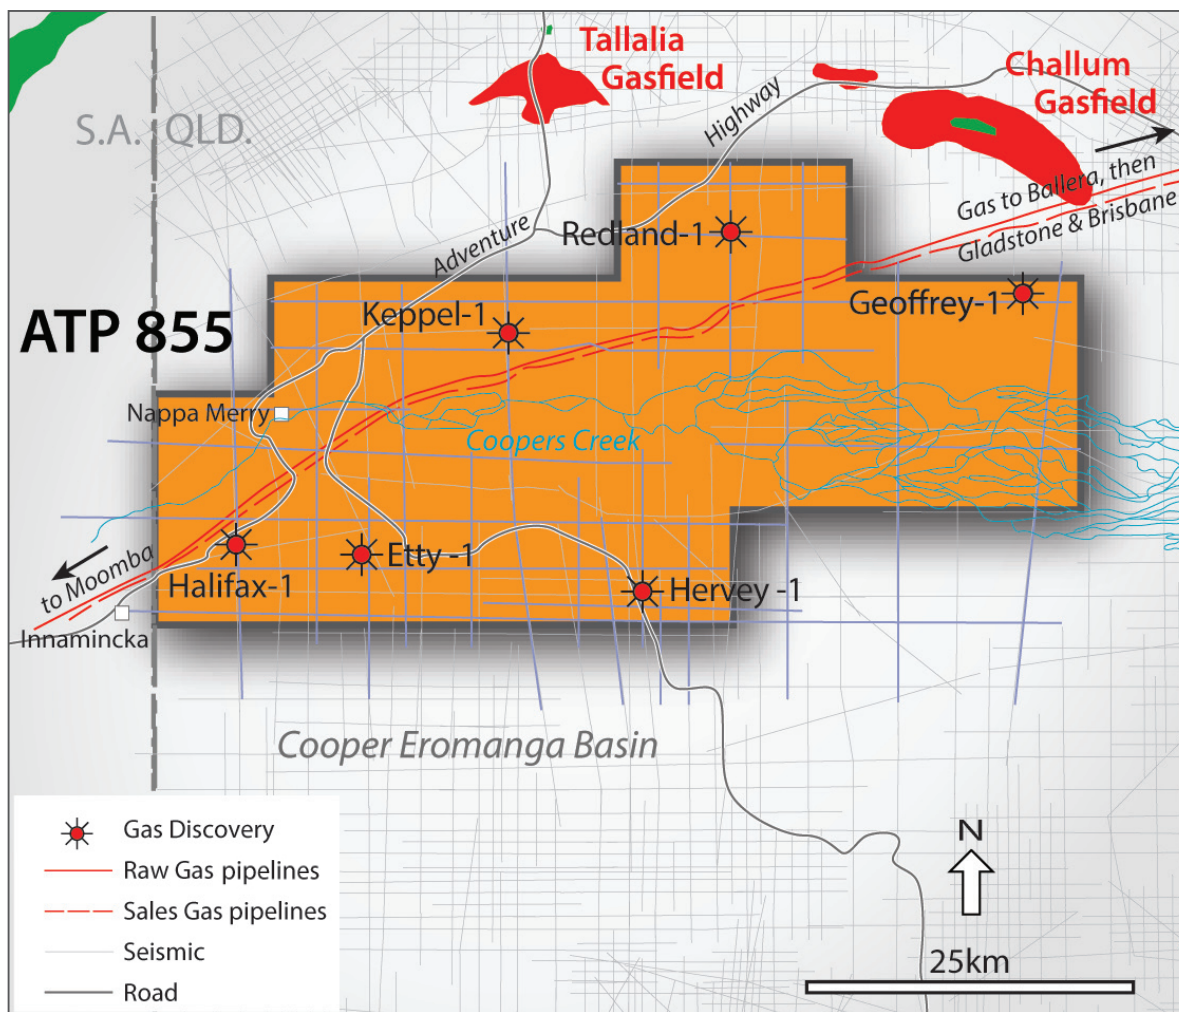 Tallalia
Gasfield
Challum
Gasfield
S.A. QLD.
Highway
Gas to Ballera, then
Gladstone & Brisbane
Adventure
Redland-1
Keppel-1
Geoffrey-1
ATP 855
Nappa Merry
Coopers Creek
to Moomba
Halifax-1
Etty -1
Hervey -1
Innamincka
Cooper Eromanga Basin
Gas Discovery
Raw Gas pipelines
Sales Gas pipelines
Seismic
Road
N
25km